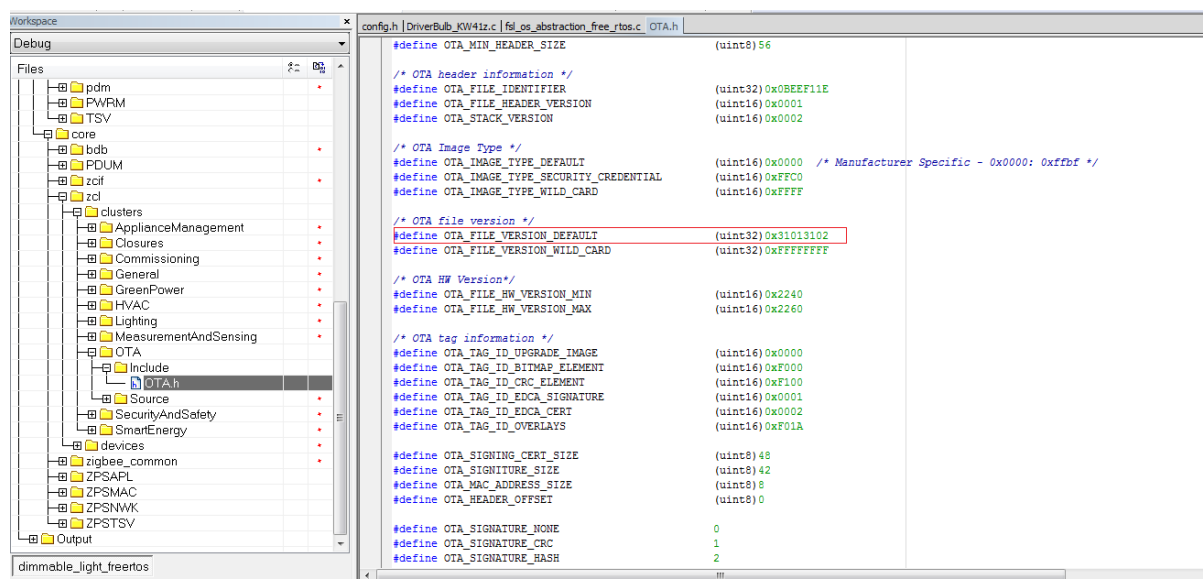 Workspace
Debug
Files
pdm
PWRM
TSV
core
bdb
PDUM
zcif
zcl
clusters
ApplianceManagement
Closures
Commissioning
General
GreenPower
HVAC
Lighting
MeasurementAndSensing
OTA
Include
OTA.h
Source
SecurityAndSafety
SmartEnergy
devices
zigbee_common
ZPSAPL
ZPSMAC
ZPSNWK
ZPSTSV
Output
dimmable_light_freertos
config.h | DriverBulb_KW41z.c | fsl_os_abstraction_free_rtos.c OTA.h
#define OTA_MIN_HEADER_SIZE (uint8)56
/* OTA header information */
#define OTA_FILE_IDENTIFIER (uint32)0x0BEEF11E
#define OTA_FILE_HEADER_VERSION (uint16)0x0001
#define OTA_STACK_VERSION (uint16)0x0002
/* OTA Image Type */
#define OTA_IMAGE_TYPE_DEFAULT (uint16)0x0000 /* Manufacturer Specific - 0x0000: 0xffbf */
#define OTA_IMAGE_TYPE_SECURITY_CREDENTIAL (uint16)0xFFC0
#define OTA_IMAGE_TYPE_WILD_CARD (uint16)0xFFFF
/* OTA file version */
#define OTA_FILE_VERSION_DEFAULT (uint32)0x31013102
#define OTA_FILE_VERSION_WILD_CARD (uint32)0xFFFFFFFF
/* OTA HW Version*/
#define OTA_FILE_HW_VERSION_MIN (uint16)0x2240
#define OTA_FILE_HW_VERSION_MAX (uint16)0x2260
/* OTA tag information */
#define OTA_TAG_ID_UPGRADE_IMAGE (uint16)0x0000
#define OTA_TAG_ID_BITMAP_ELEMENT (uint16)0xF000
#define OTA_TAG_ID_CRC_ELEMENT (uint16)0xF100
#define OTA_TAG_ID_EDCA_SIGNATURE (uint16)0x0001
#define OTA_TAG_ID_EDCA_CERT (uint16)0x0002
#define OTA_TAG_ID_OVERLAYS (uint16)0xF01A
#define OTA_SIGNING_CERT_SIZE (uint8)48
#define OTA_SIGNITURE_SIZE (uint8)42
#define OTA_MAC_ADDRESS_SIZE (uint8)8
#define OTA_HEADER_OFFSET (uint8)0
#define OTA_SIGNATURE_NONE 0
#define OTA_SIGNATURE_CRC 1
#define OTA_SIGNATURE_HASH 2